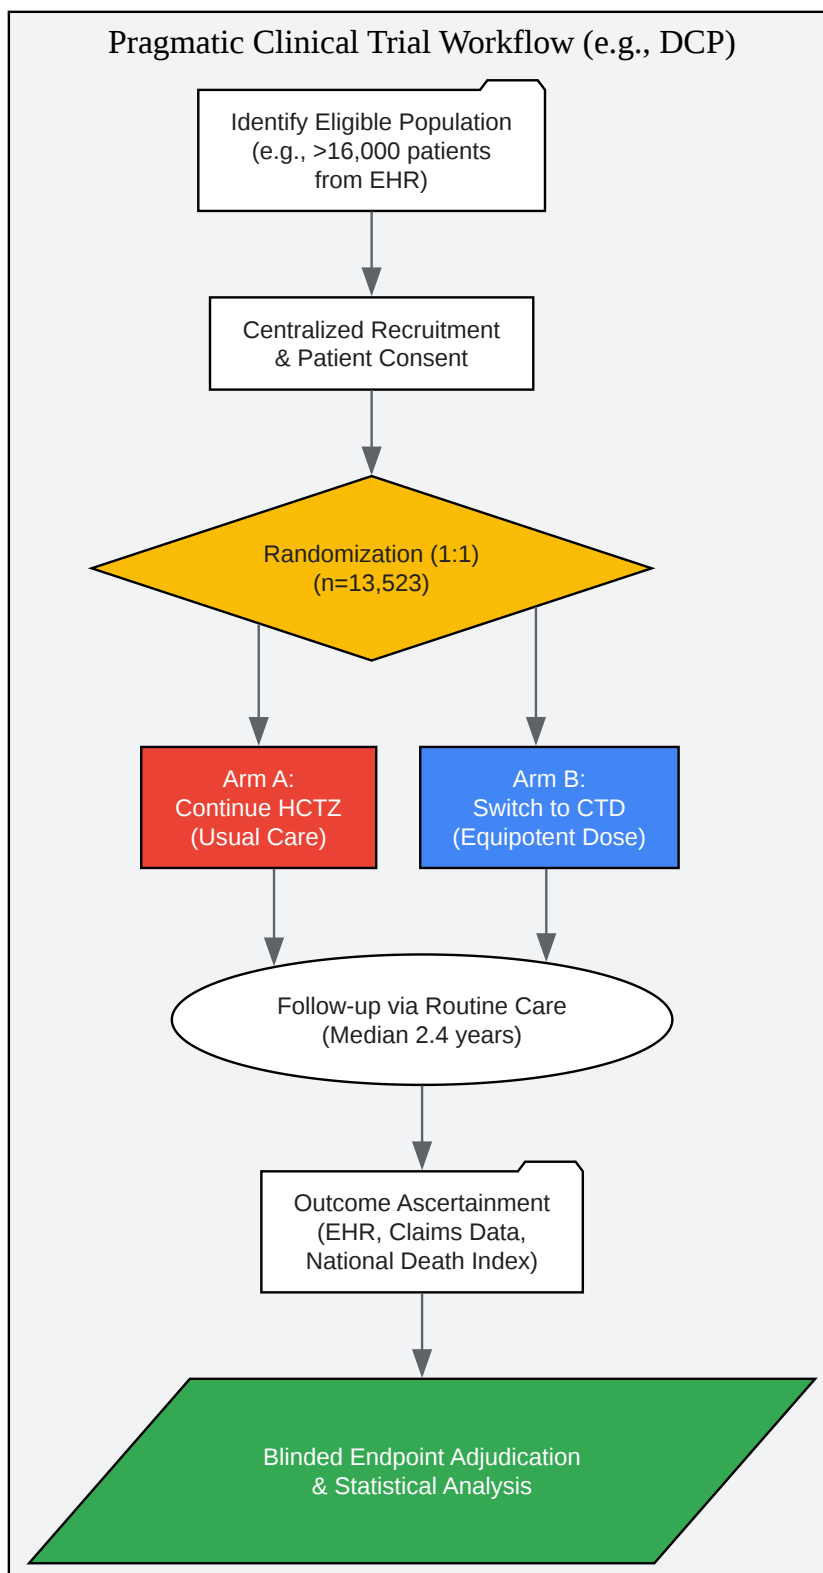 Pragmatic Clinical Trial Workflow (e.g., DCP)
Identify Eligible Population
(e.g., >16,000 patients
from EHR)
Centralized Recruitment
& Patient Consent
Randomization (1:1)
(n=13,523)
Arm A:
Continue HCTZ
(Usual Care)
Arm B:
Switch to CTD
(Equipotent Dose)
Follow-up via Routine Care
(Median 2.4 years)
Outcome Ascertainment
(EHR, Claims Data,
National Death Index)
Blinded Endpoint Adjudication
& Statistical Analysis